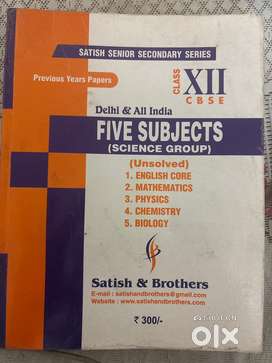 SATISH SENIOR SECONDARY SERIES
Previous Years Papers
CLASS XII
CBSE
Delhi & All India
FIVE SUBJECTS
(SCIENCE GROUP)
(Unsolved)
1. ENGLISH CORE
2. MATHEMATICS
3. PHYSICS
4. CHEMISTRY
5. BIOLOGY
Satish & Brothers
E-mail : satishandbrothers@gmail.com
Website : www.satishandbrothers.com
₹ 300/-
olx